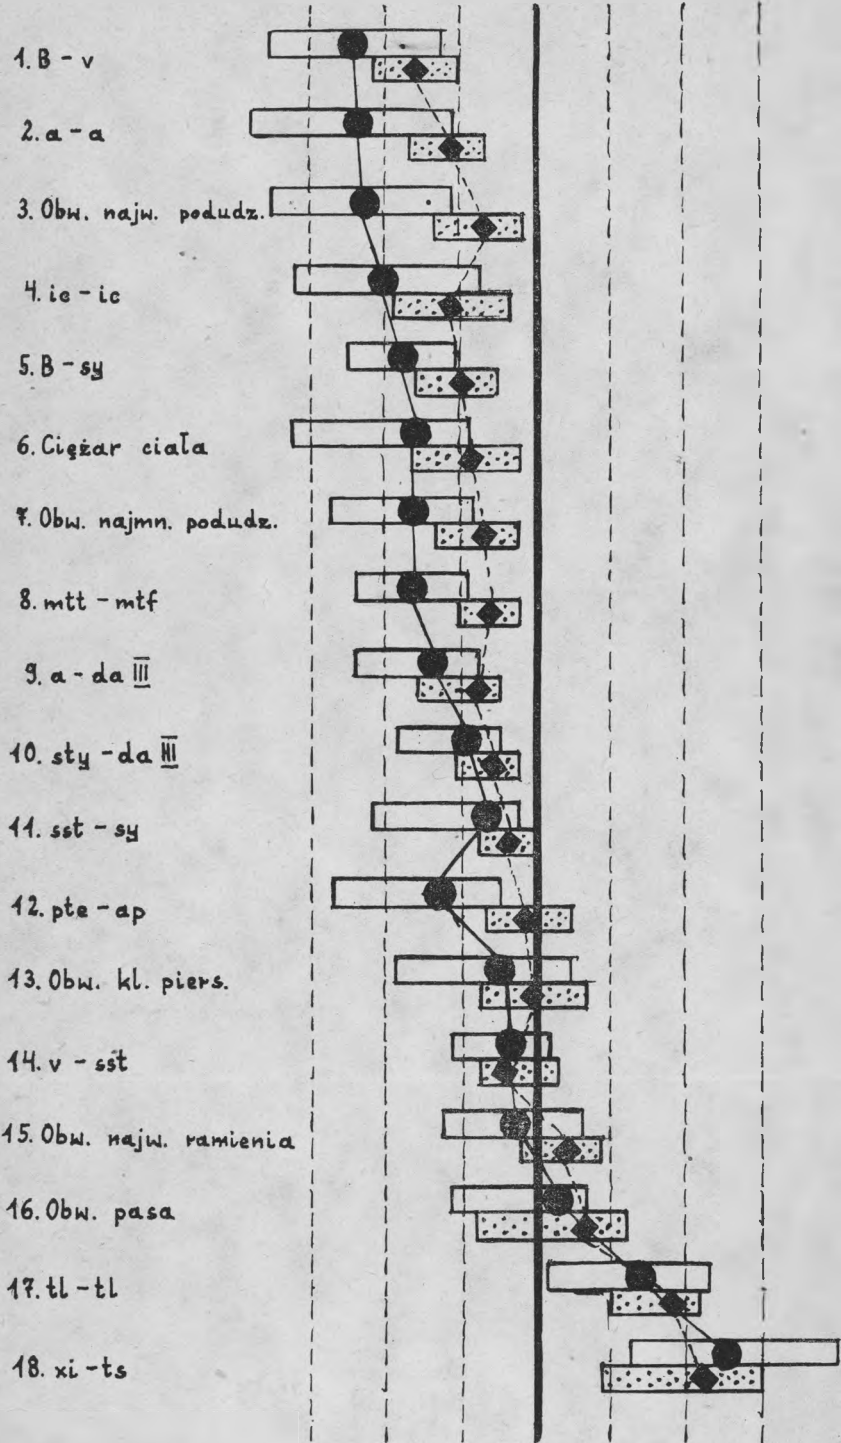 1. B - v
2. a - a
3. Obw. najw. podudz.
4. ic - ic
5. B - sy
6. Ciężar ciała
7. Obw. najmn. podudz.
8. mtt - mtf
9. a - da III
10. sty - da III
11. sst - sy
12. pte - ap
13. Obw. kl. piers.
14. v - sst
15. Obw. najw. ramienia
16. Obw. pasa
17. tl - tl
18. xi - ts